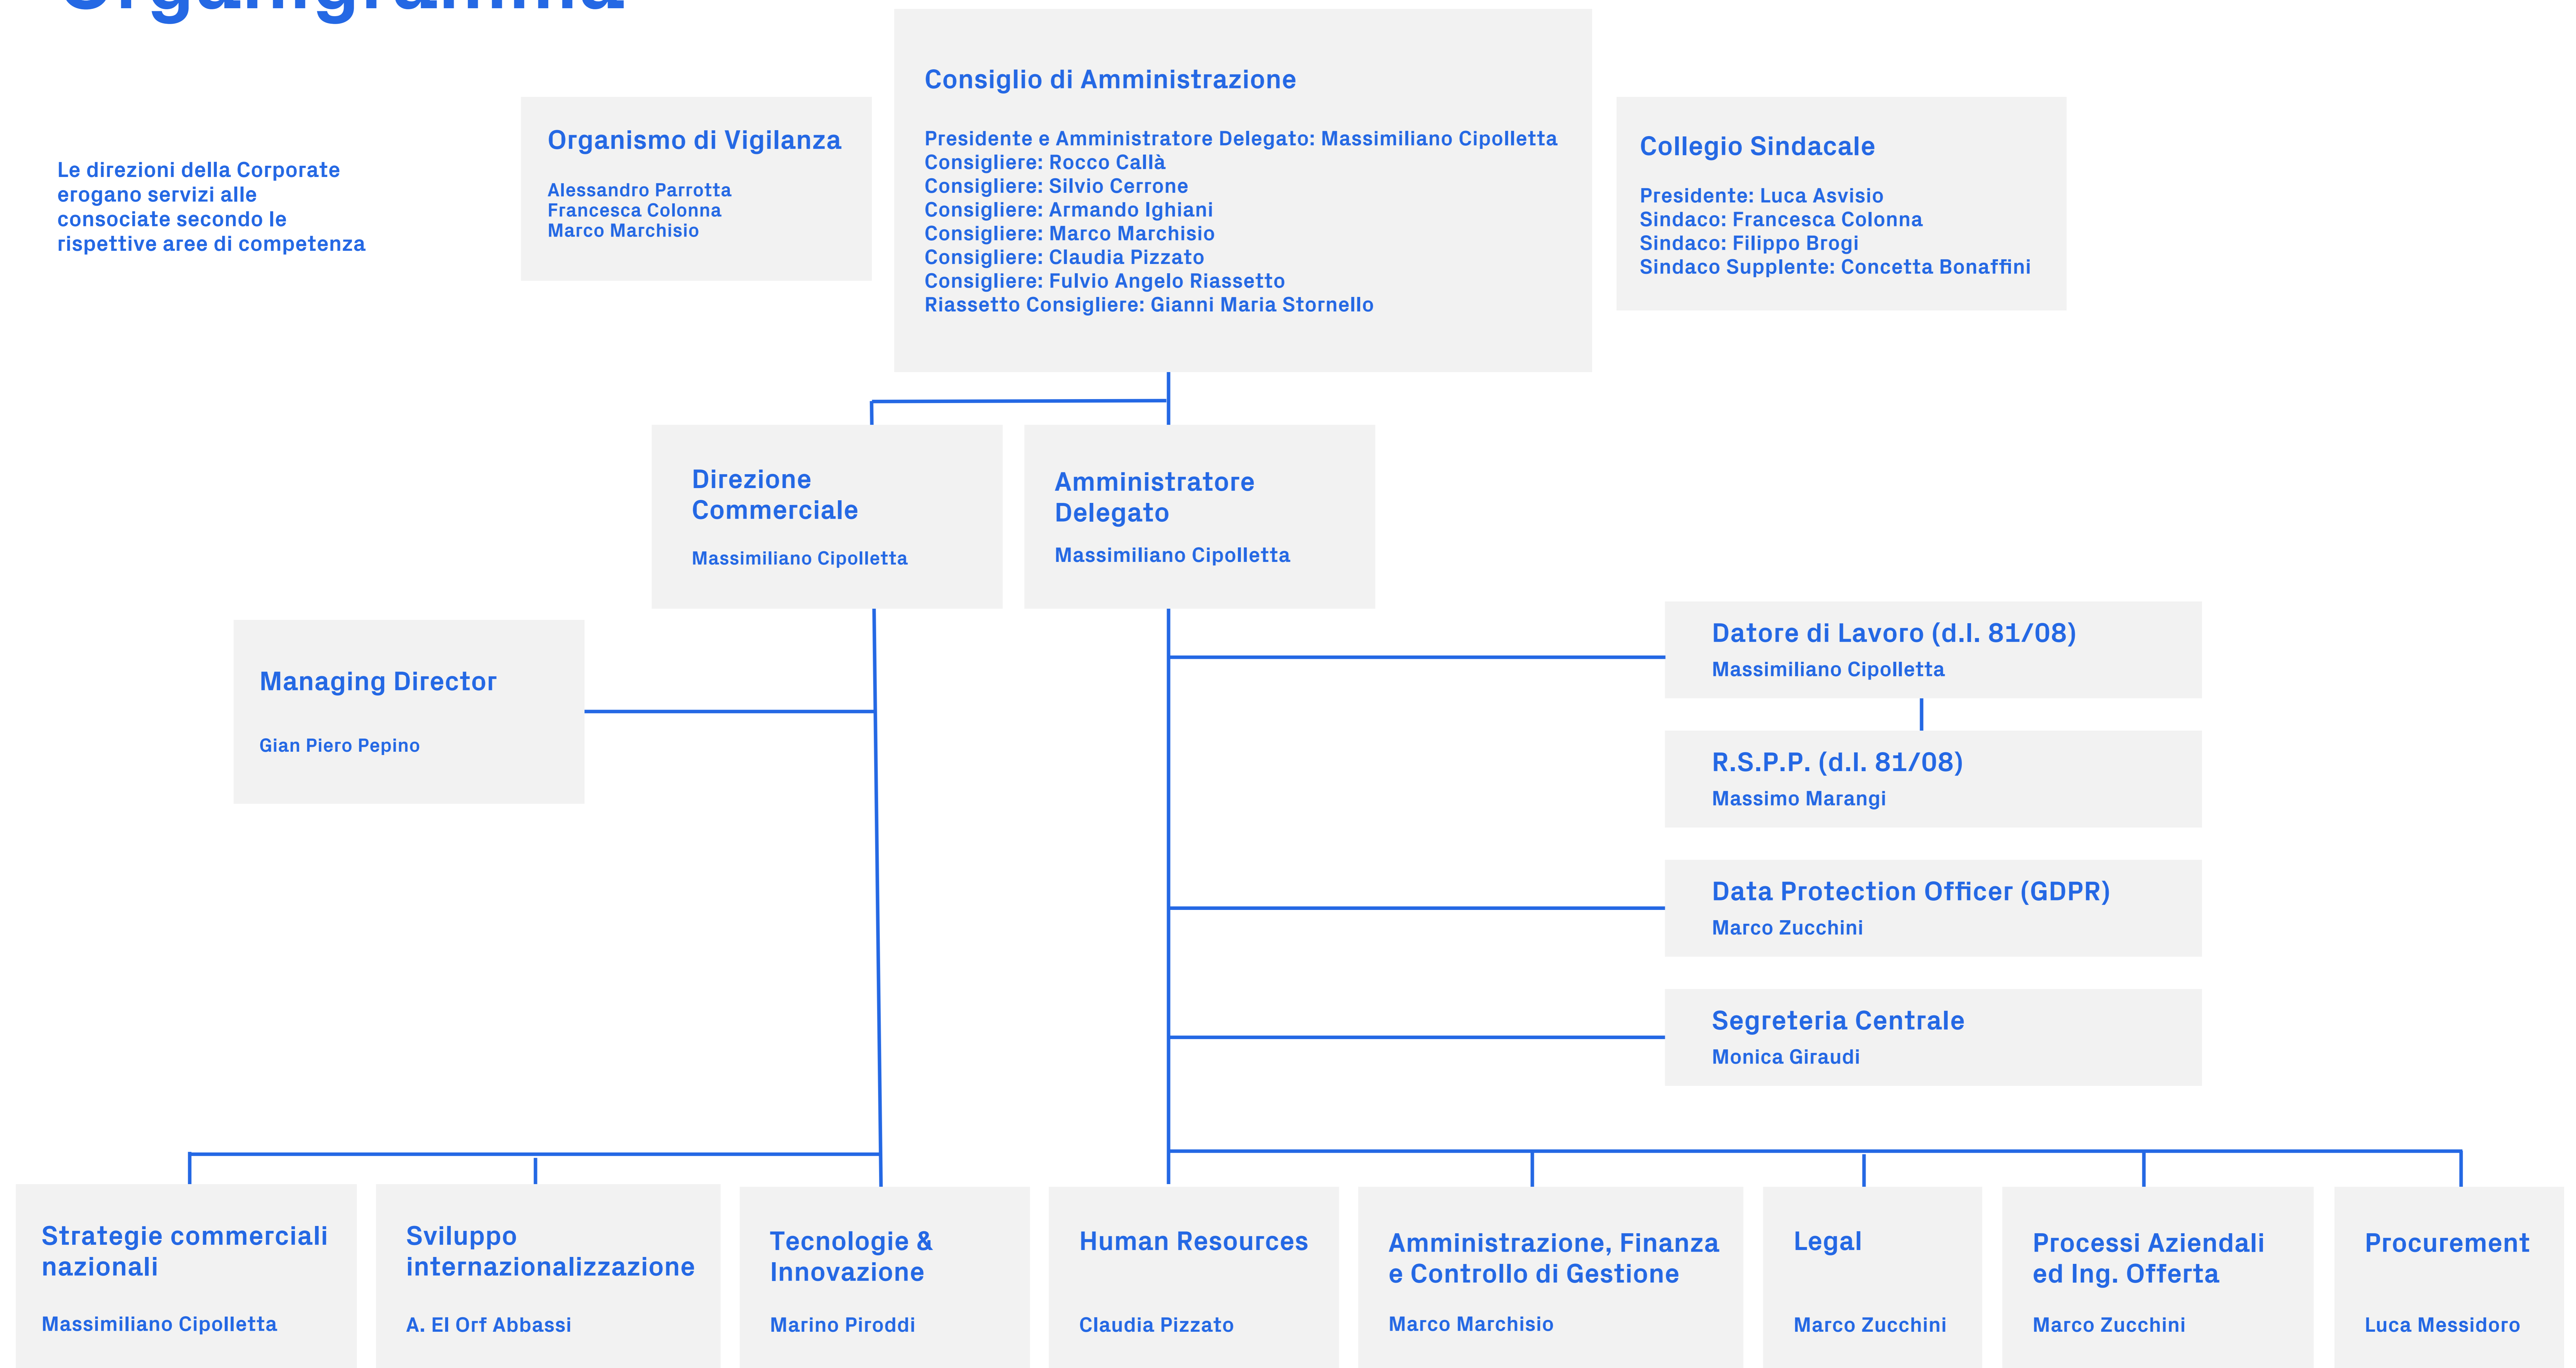 Organigramma
Le direzioni della Corporate
erogano servizi alle
consociate secondo le
rispettive aree di competenza
Organismo di Vigilanza
Alessandro Parrotta
Francesca Colonna
Marco Marchisio
Consiglio di Amministrazione
Presidente e Amministratore Delegato: Massimiliano Cipolletta
Consigliere: Rocco Callà
Consigliere: Silvio Cerrone
Consigliere: Armando Ighiani
Consigliere: Marco Marchisio
Consigliere: Claudia Pizzato
Consigliere: Fulvio Angelo Riassetto
Riassetto Consigliere: Gianni Maria Stornello
Collegio Sindacale
Presidente: Luca Asvisio
Sindaco: Francesca Colonna
Sindaco: Filippo Brogi
Sindaco Supplente: Concetta Bonaffini
Direzione
Commerciale
Massimiliano Cipolletta
Amministratore
Delegato
Massimiliano Cipolletta
Managing Director
Gian Piero Pepino
Datore di Lavoro (d.l. 81/08)
Massimiliano Cipolletta
R.S.P.P. (d.l. 81/08)
Massimo Marangi
Data Protection Officer (GDPR)
Marco Zucchini
Segreteria Centrale
Monica Giraudi
Strategie commerciali
nazionali
Massimiliano Cipolletta
Sviluppo
internazionalizzazione
A. El Orf Abbassi
Tecnologie &
Innovazione
Marino Piroddi
Human Resources
Claudia Pizzato
Amministrazione, Finanza
e Controllo di Gestione
Marco Marchisio
Legal
Marco Zucchini
Processi Aziendali
ed Ing. Offerta
Marco Zucchini
Procurement
Luca Messidoro